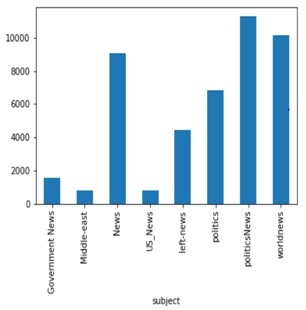 10000
8000
6000
4000
2000
0
Government News
Middle-east
News
US_News
left-news
politics
politicsNews
worldnews
subject